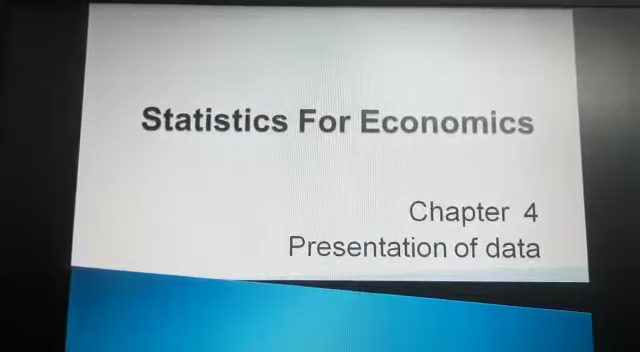 Statistics For Economics
Chapter 4
Presentation of data